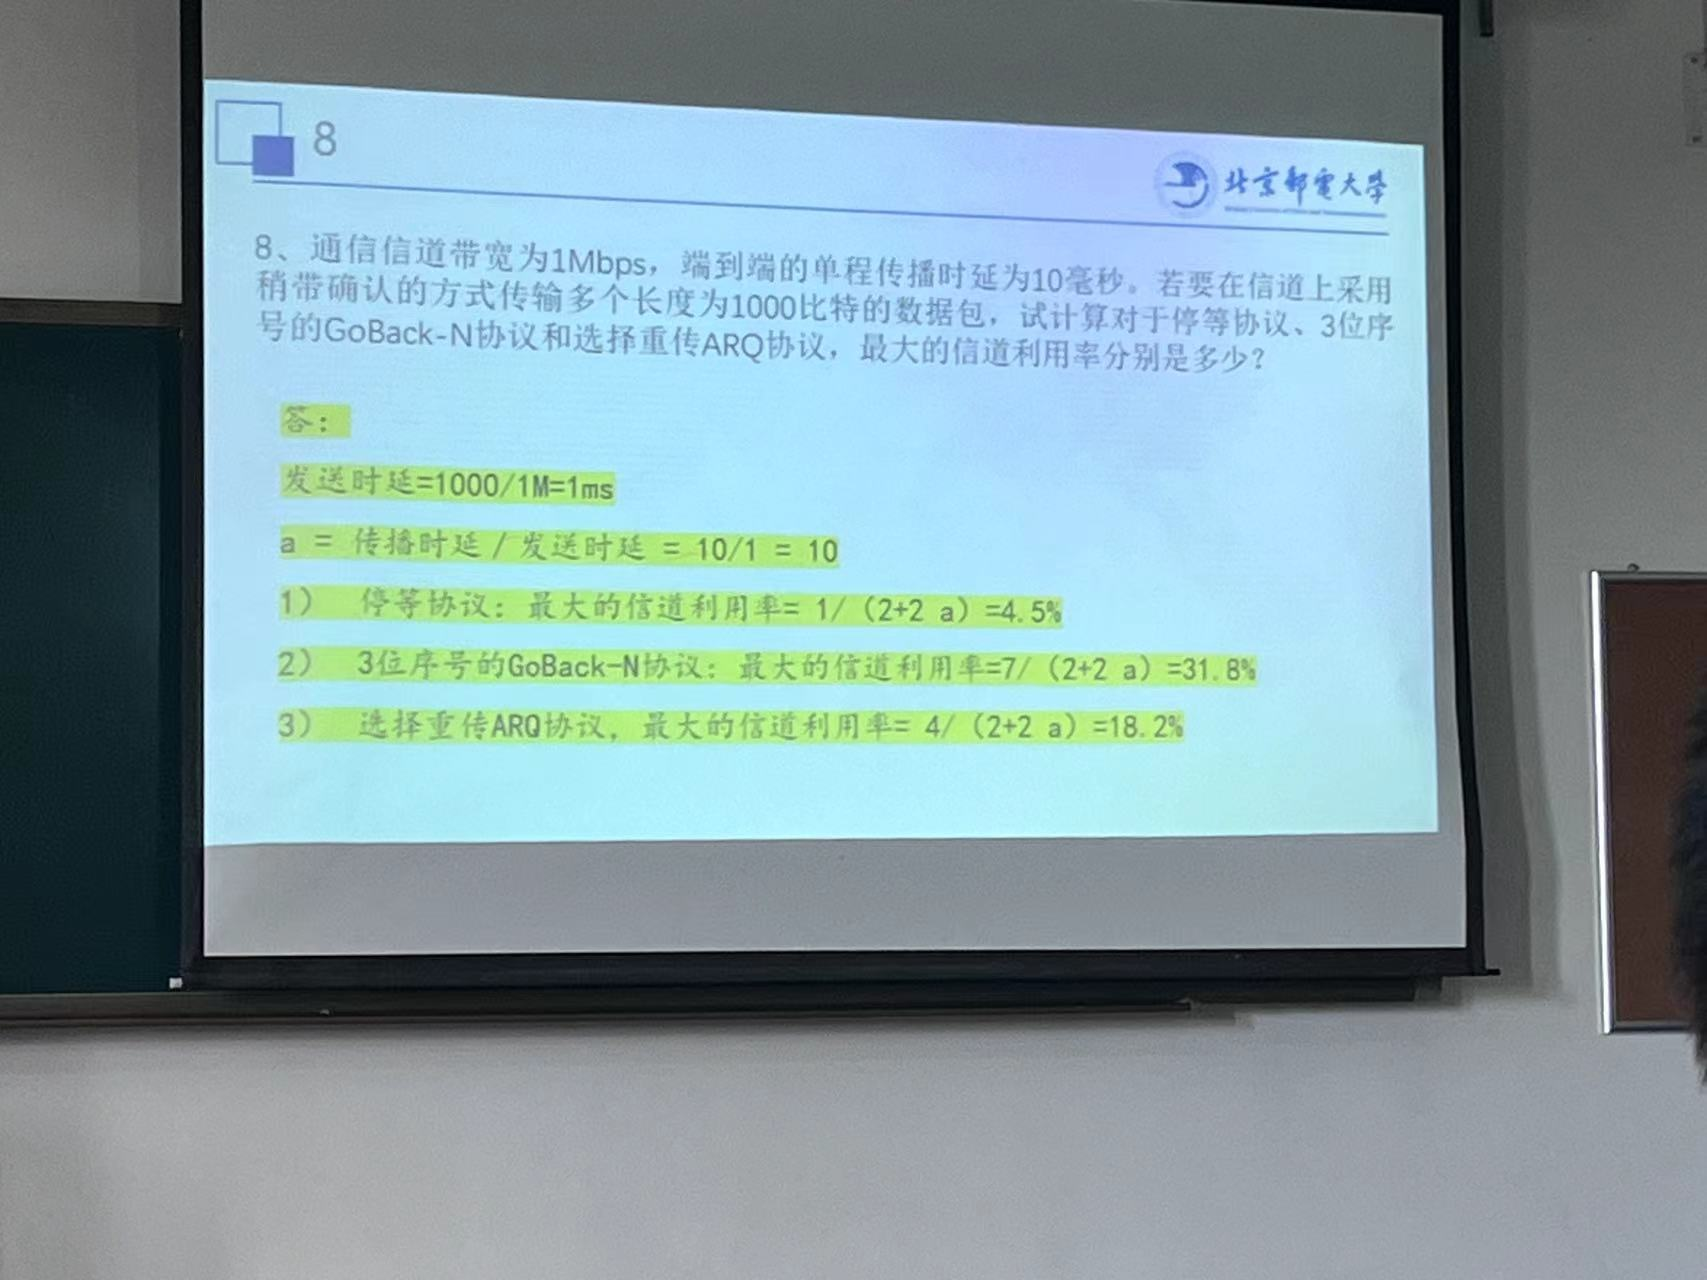 8
北京邮电大学
8、通信信道带宽为1Mbps，端到端的单程传播时延为10毫秒。若要在信道上采用
稍带确认的方式传输多个长度为1000比特的数据包，试计算对于停等协议、3位序
号的GoBack-N协议和选择重传ARQ协议，最大的信道利用率分别是多少？
答：
发送时延=1000/1M=1ms
a = 传播时延 / 发送时延 = 10/1 = 10
1） 停等协议：最大的信道利用率= 1/（2+2 a）=4.5%
2） 3位序号的GoBack-N协议：最大的信道利用率=7/（2+2 a）=31.8%
3） 选择重传ARQ协议，最大的信道利用率= 4/（2+2 a）=18.2%